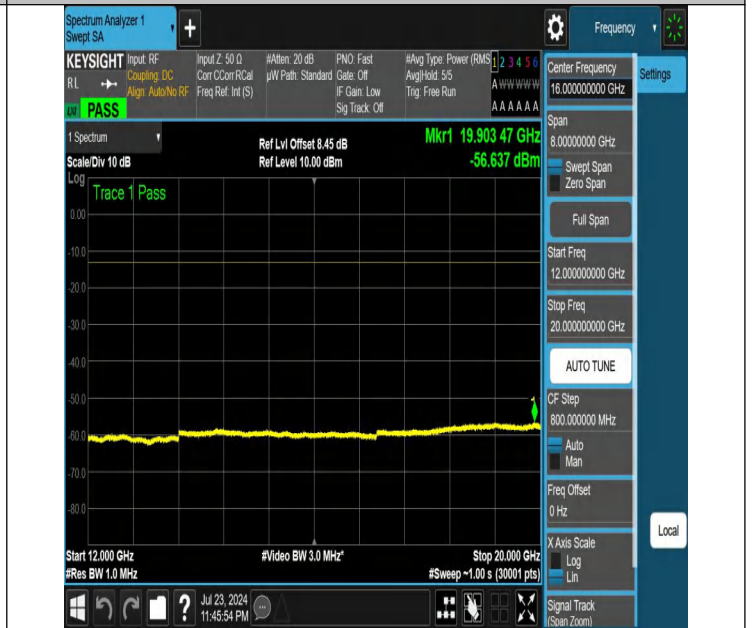 Spectrum Analyzer 1
Swept SA
+
Frequency
KEYSIGHT
RL
LXI
PASS
Input: RF
Coupling: DC
Align: Auto/No RF
Input Z: 50 Ω
Corr CCorr RCal
Freq Ref: Int (S)
#Atten: 20 dB
µW Path: Standard
PNO: Fast
Gate: Off
IF Gain: Low
Sig Track: Off
#Avg Type: Power (RMS
Avg|Hold: 5/5
Trig: Free Run
1 2 3 4 5 6
A W W W W W
A A A A A A
1 Spectrum
Scale/Div 10 dB
Ref Lvl Offset 8.45 dB
Ref Level 10.00 dBm
Mkr1 19.903 47 GHz
-56.637 dBm
Log
Trace 1 Pass
0.00
-10.0
-20.0
-30.0
-40.0
-50.0
-60.0
-70.0
-80.0
1
Start 12.000 GHz
#Res BW 1.0 MHz
#Video BW 3.0 MHz*
Stop 20.000 GHz
#Sweep ~1.00 s (30001 pts)
Center Frequency
16.000000000 GHz
Settings
Span
8.00000000 GHz
Swept Span
Zero Span
Full Span
Start Freq
12.000000000 GHz
Stop Freq
20.000000000 GHz
AUTO TUNE
CF Step
800.000000 MHz
Auto
Man
Freq Offset
0 Hz
X Axis Scale
Log
Lin
Local
Signal Track
(Span Zoom)
?
Jul 23, 2024
11:45:54 PM